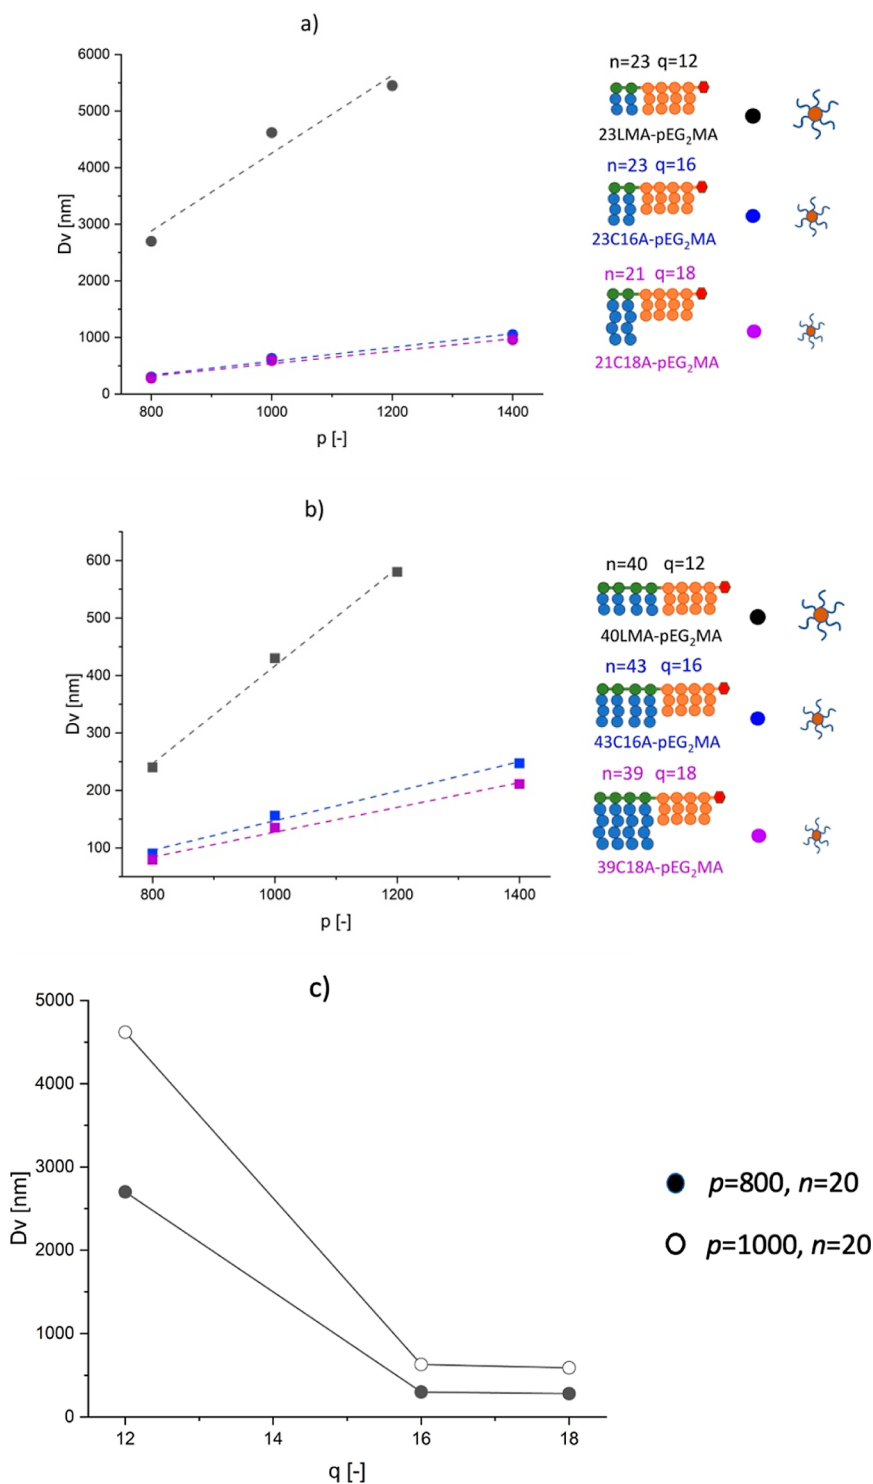 a)
6000
5000
4000
3000
2000
1000
0
Dv [nm]
800
1000
1200
1400
p [-]
n=23 q=12
23LMA-pEG₂MA
n=23 q=16
23C16A-pEG₂MA
n=21 q=18
21C18A-pEG₂MA
b)
600
500
400
300
200
100
Dv [nm]
800
1000
1200
1400
p [-]
n=40 q=12
40LMA-pEG₂MA
n=43 q=16
43C16A-pEG₂MA
n=39 q=18
39C18A-pEG₂MA
c)
5000
4000
3000
2000
1000
0
Dv [nm]
12
14
16
18
q [-]
p=800, n=20
p=1000, n=20